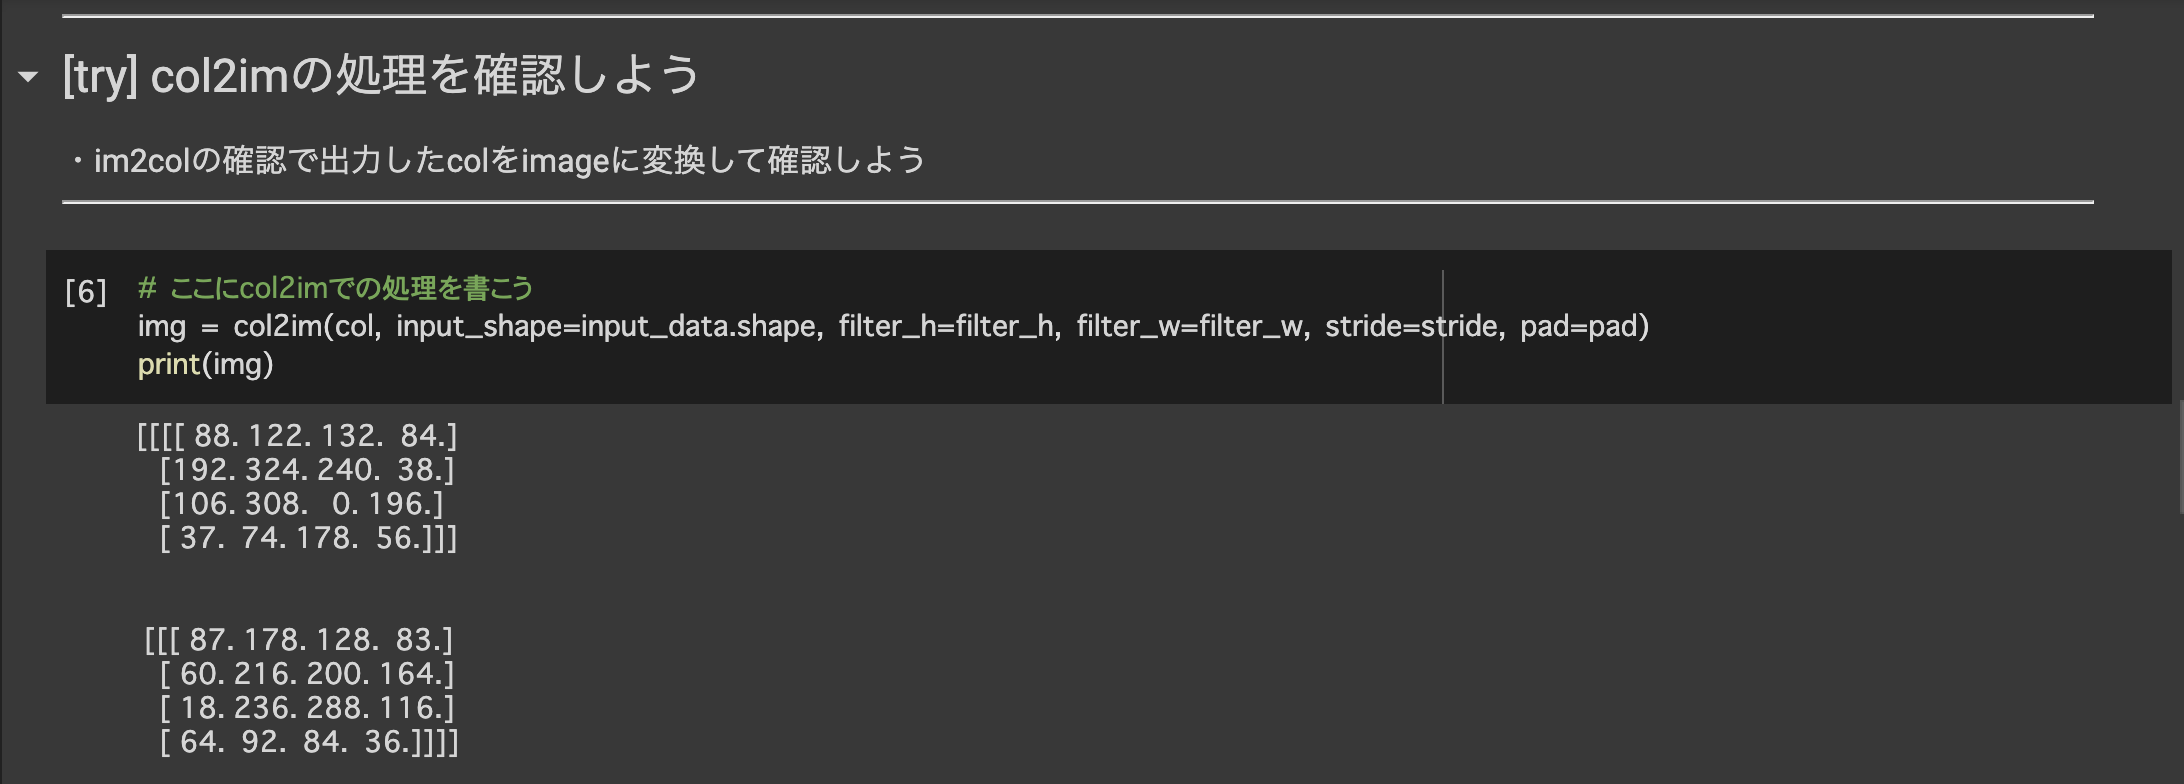 [try] col2imの処理を確認しよう
・im2colの確認で出力したcolをimageに変換して確認しよう
[6] # ここにcol2imでの処理を書こう
img = col2im(col, input_shape=input_data.shape, filter_h=filter_h, filter_w=filter_w, stride=stride, pad=pad)
print(img)
[[[[ 88. 122. 132.  84.]
[192. 324. 240.  38.]
[106. 308.   0. 196.]
[ 37.  74. 178.  56.]]]
[[[ 87. 178. 128.  83.]
[ 60. 216. 200. 164.]
[ 18. 236. 288. 116.]
[ 64.  92.  84.  36.]]]]